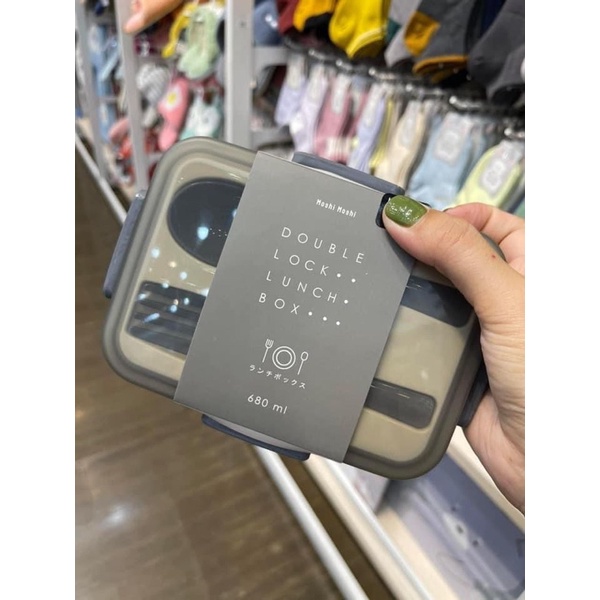 Moshi Moshi
DOUBLE
LOCK••
LUNCH•
BOX•••
ランチボックス
680 ml